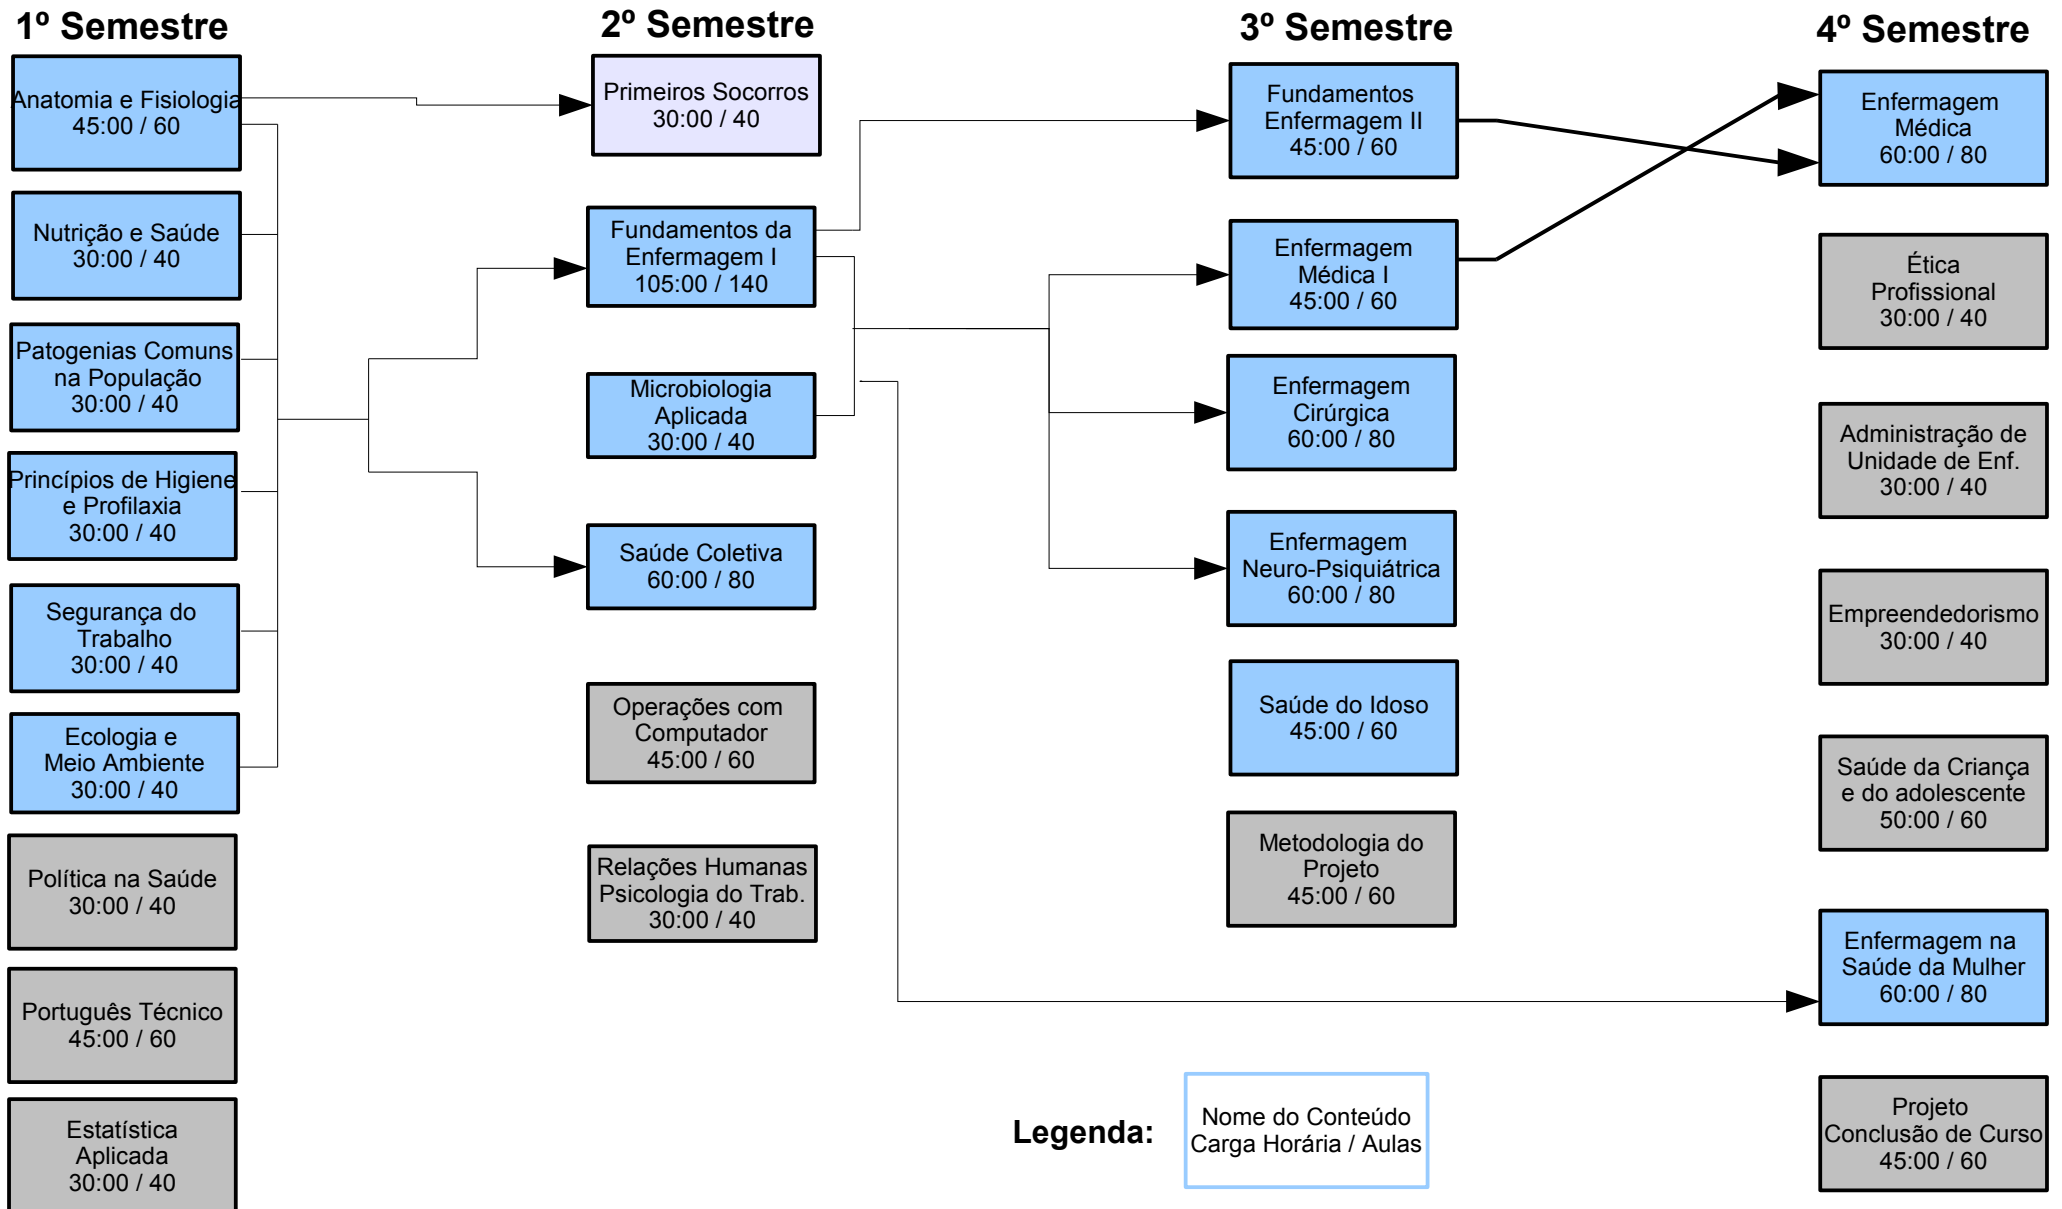 1º Semestre
Anatomia e Fisiologia
45:00 / 60
Nutrição e Saúde
30:00 / 40
Patogenias Comuns
na População
30:00 / 40
Princípios de Higiene
e Profilaxia
30:00 / 40
Segurança do
Trabalho
30:00 / 40
Ecologia e
Meio Ambiente
30:00 / 40
Política na Saúde
30:00 / 40
Português Técnico
45:00 / 60
Estatística
Aplicada
30:00 / 40
2º Semestre
Primeiros Socorros
30:00 / 40
Fundamentos da
Enfermagem I
105:00 / 140
Microbiologia
Aplicada
30:00 / 40
Saúde Coletiva
60:00 / 80
Operações com
Computador
45:00 / 60
Relações Humanas
Psicologia do Trab.
30:00 / 40
3º Semestre
Fundamentos
Enfermagem II
45:00 / 60
Enfermagem
Médica I
45:00 / 60
Enfermagem
Cirúrgica
60:00 / 80
Enfermagem
Neuro-Psiquiátrica
60:00 / 80
Saúde do Idoso
45:00 / 60
Metodologia do
Projeto
45:00 / 60
4º Semestre
Enfermagem
Médica
60:00 / 80
Ética
Profissional
30:00 / 40
Administração de
Unidade de Enf.
30:00 / 40
Empreendedorismo
30:00 / 40
Saúde da Criança
e do adolescente
50:00 / 60
Enfermagem na
Saúde da Mulher
60:00 / 80
Projeto
Conclusão de Curso
45:00 / 60
Legenda:
Nome do Conteúdo
Carga Horária / Aulas